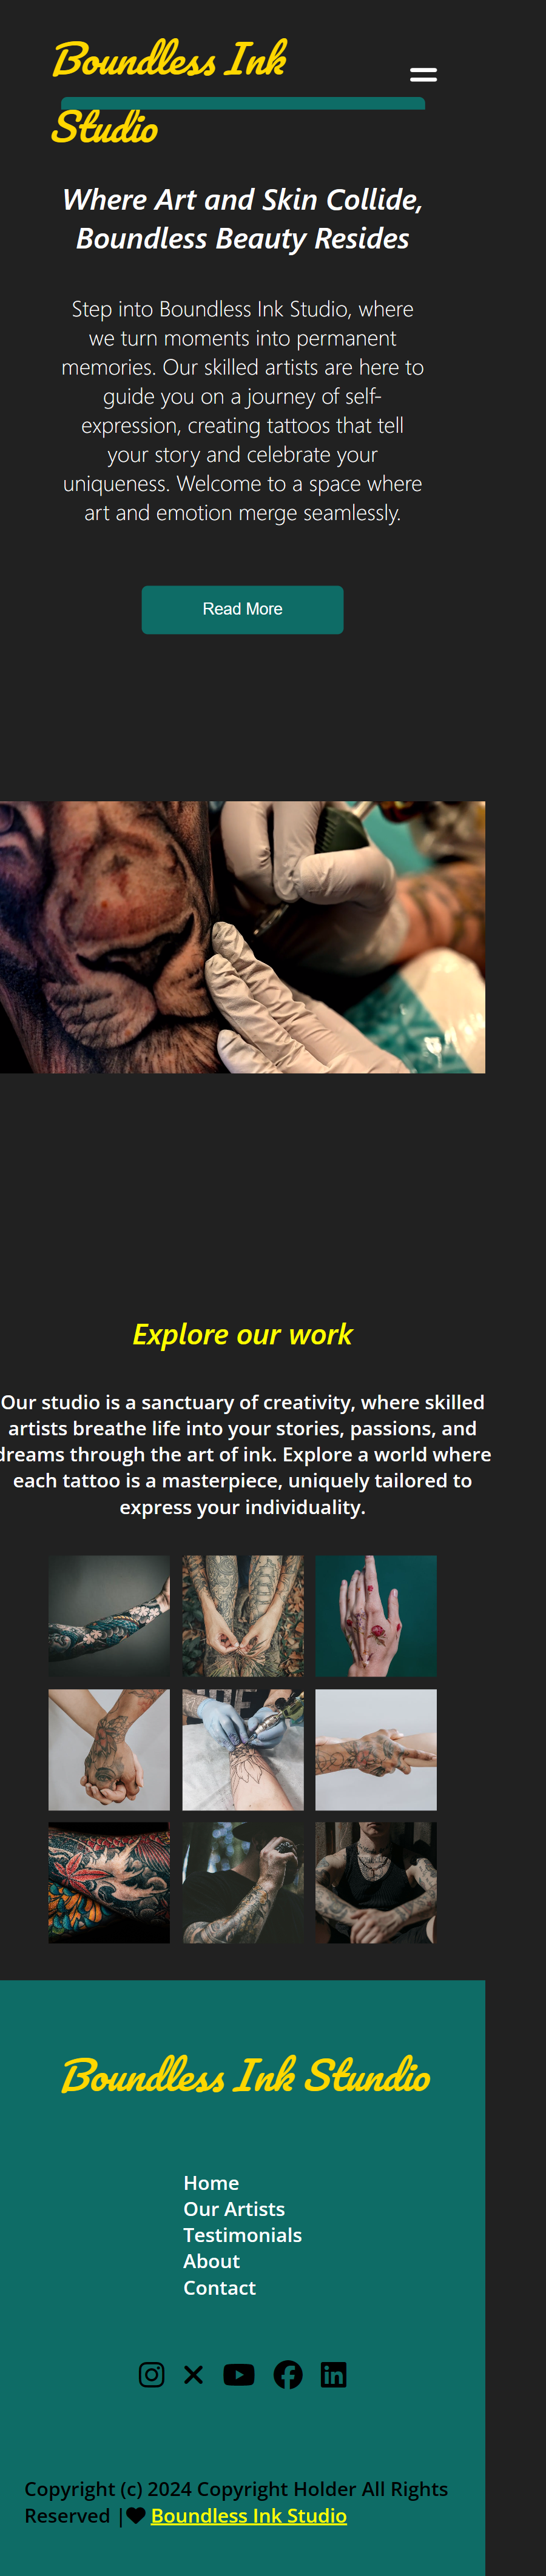 Boundless Ink
Studio
Where Art and Skin Collide,
Boundless Beauty Resides
Step into Boundless Ink Studio, where
we turn moments into permanent
memories. Our skilled artists are here to
guide you on a journey of self-
expression, creating tattoos that tell
your story and celebrate your
uniqueness. Welcome to a space where
art and emotion merge seamlessly.
Read More
Explore our work
Our studio is a sanctuary of creativity, where skilled
artists breathe life into your stories, passions, and
dreams through the art of ink. Explore a world where
each tattoo is a masterpiece, uniquely tailored to
express your individuality.
Boundless Ink Stundio
Home
Our Artists
Testimonials
About
Contact
Copyright (c) 2024 Copyright Holder All Rights
Reserved |♥ Boundless Ink Studio